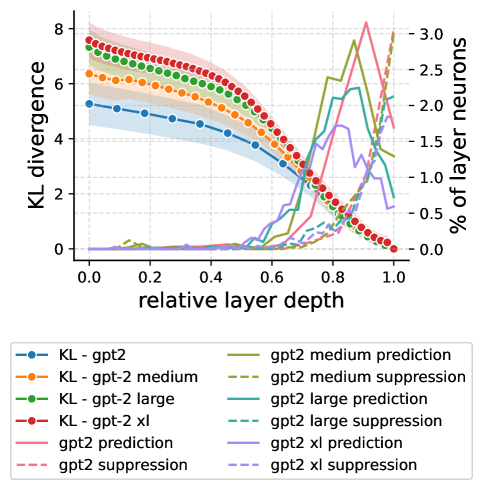 KL divergence
8
6
4
2
0
% of layer neurons
3.0
2.5
2.0
1.5
1.0
0.5
0.0
0.0 0.2 0.4 0.6 0.8 1.0
relative layer depth
KL - gpt2
KL - gpt-2 medium
KL - gpt-2 large
KL - gpt-2 xl
gpt2 prediction
gpt2 suppression
gpt2 medium prediction
gpt2 medium suppression
gpt2 large prediction
gpt2 large suppression
gpt2 xl prediction
gpt2 xl suppression